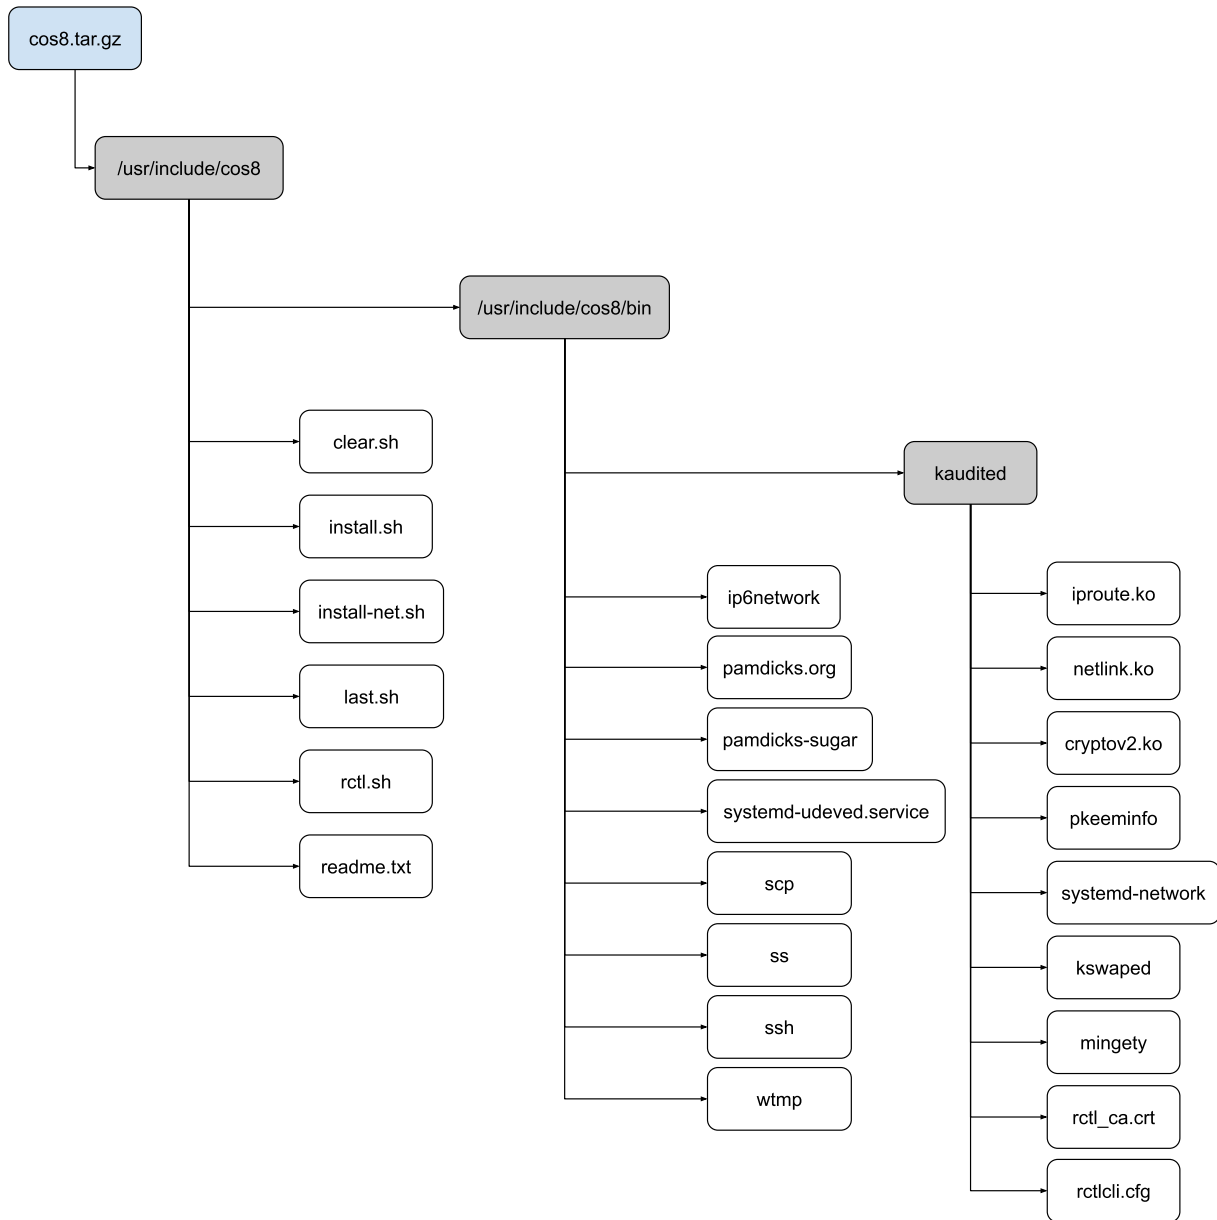 cos8.tar.gz
/usr/include/cos8
/usr/include/cos8/bin
clear.sh
install.sh
install-net.sh
last.sh
rctl.sh
readme.txt
kaudited
ip6network
pamdicks.org
pamdicks-sugar
systemd-udeved.service
scp
ss
ssh
wtmp
iproute.ko
netlink.ko
cryptov2.ko
pkeeminfo
systemd-network
kswaped
mingety
rctl_ca.crt
rctlcli.cfg